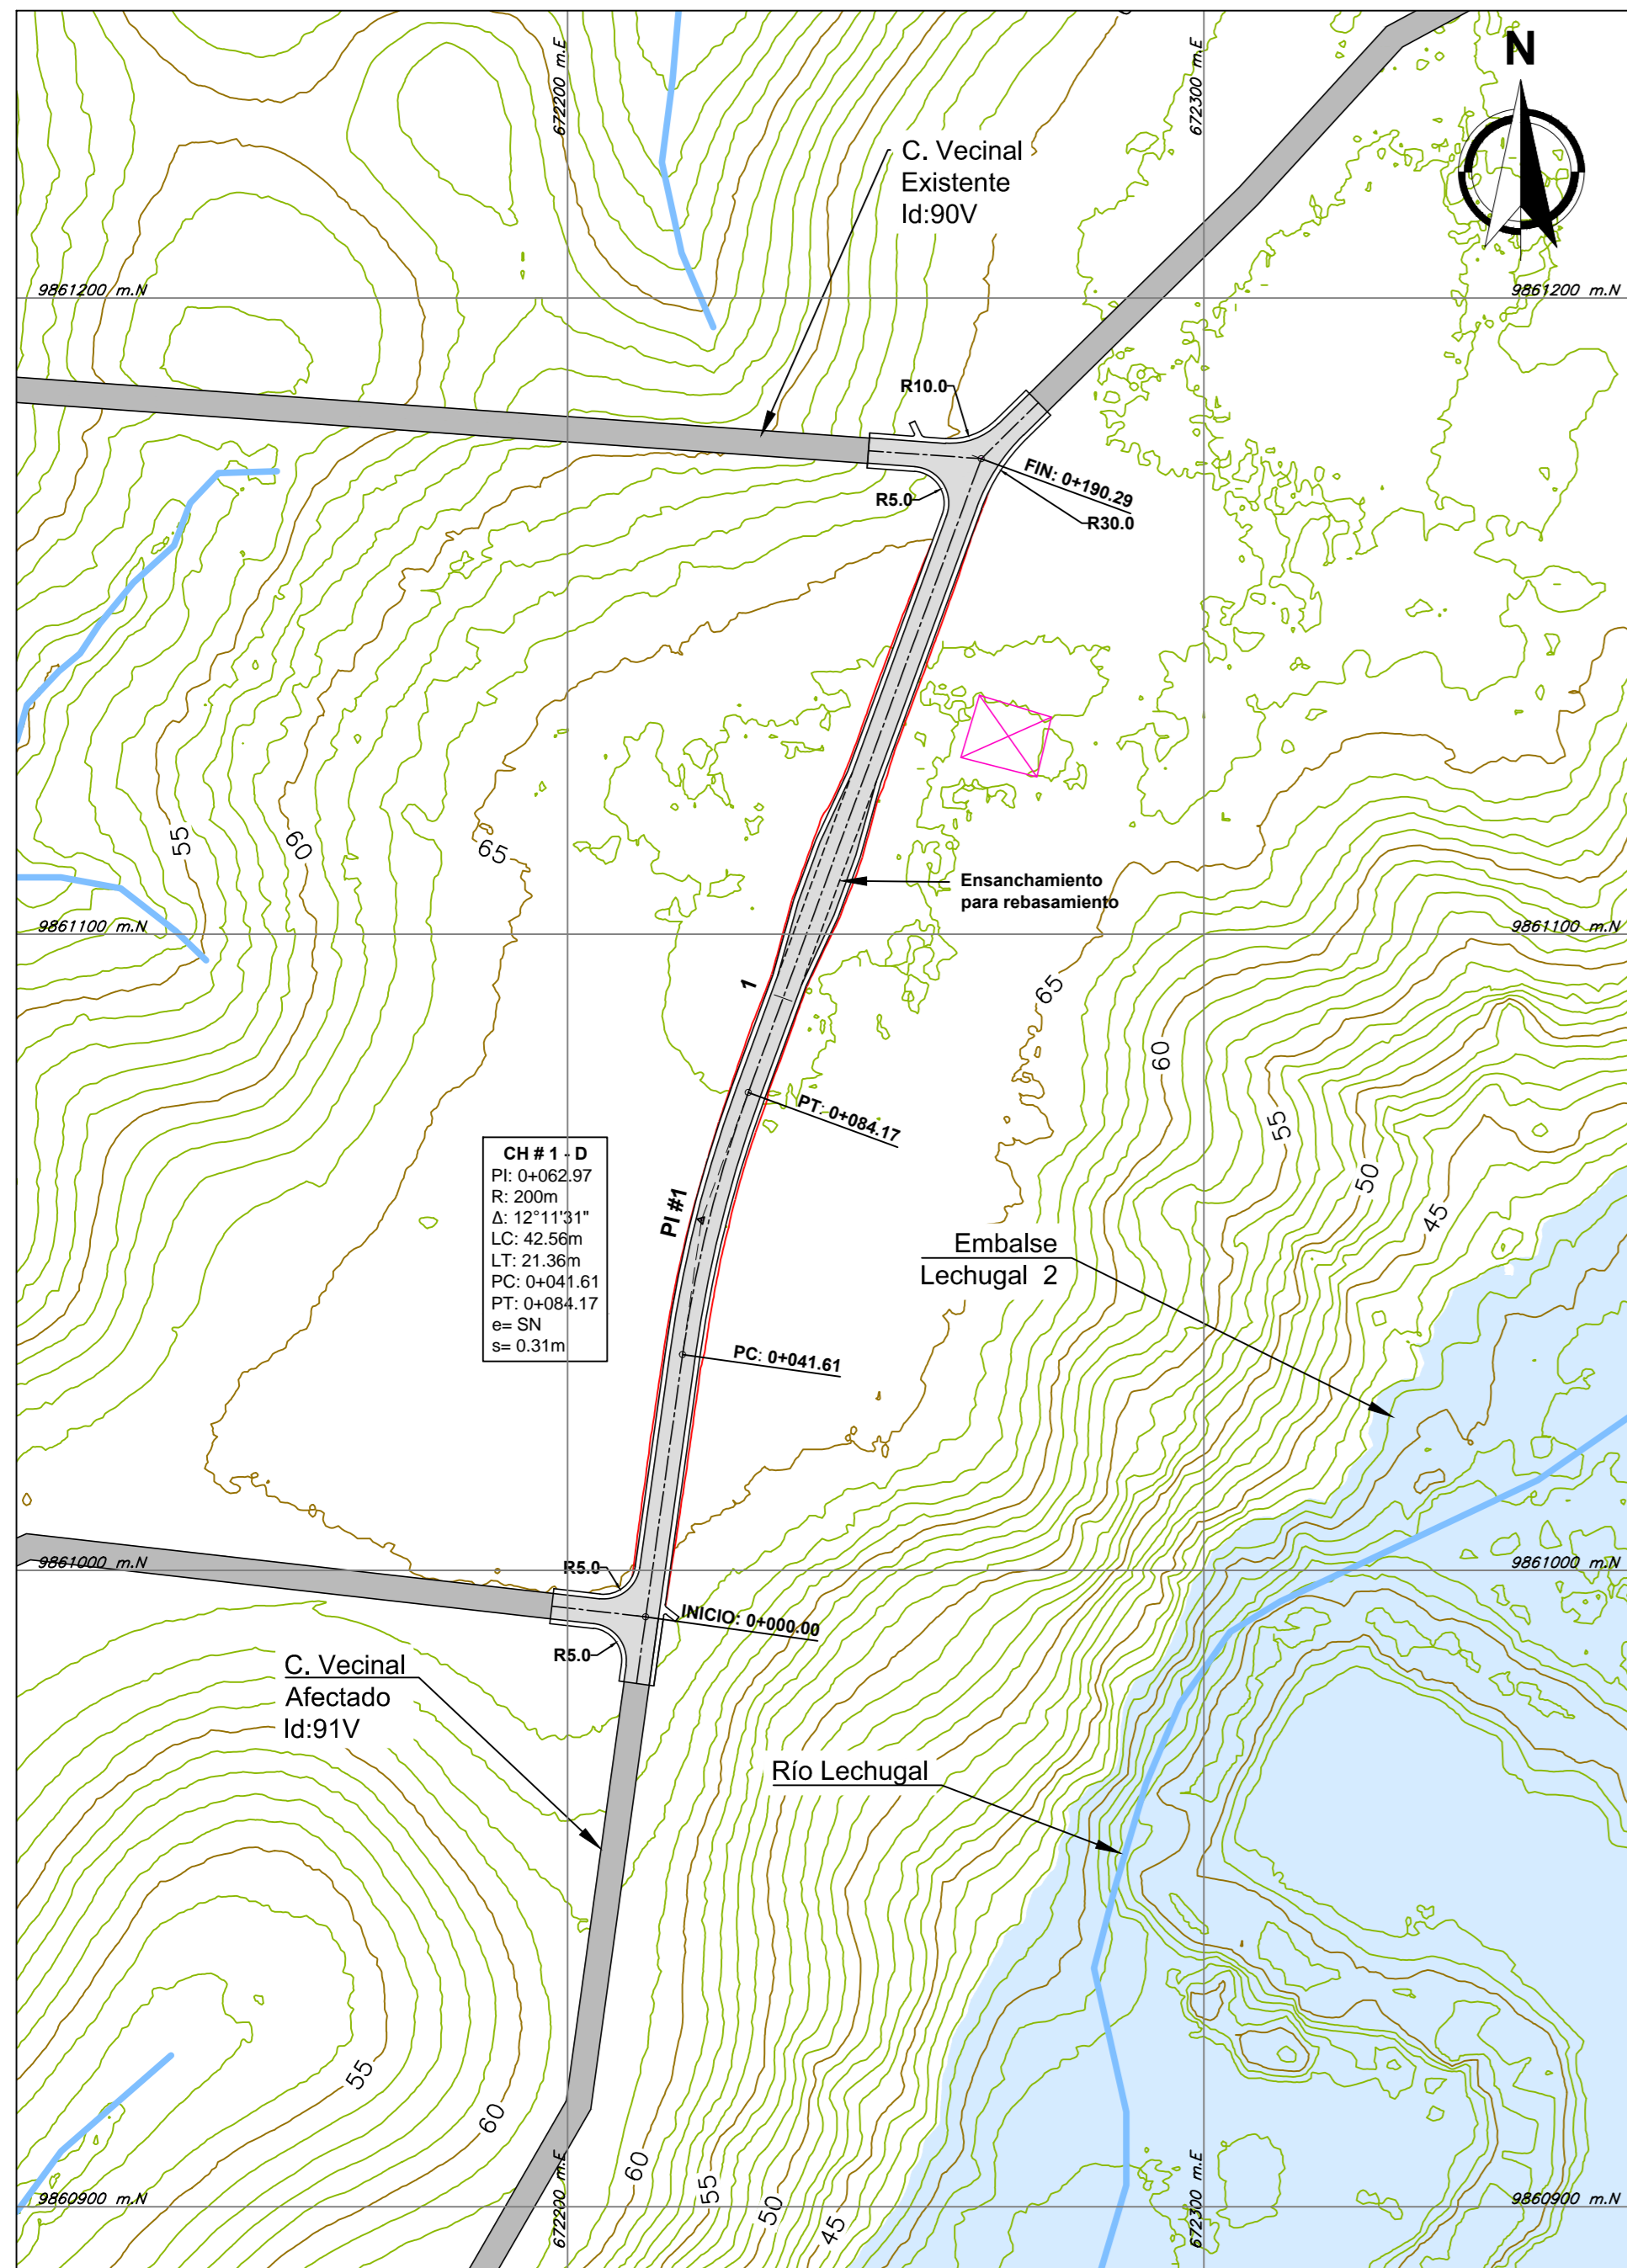 672200 m.E
672300 m.E
N
C. Vecinal
Existente
Id:90V
9861200 m.N
9861200 m.N
R10.0
FIN: 0+190.29
R5.0
R30.0
55
60
65
Ensanchamiento
para rebasamiento
9861100 m.N
9861100 m.N
1
65
60
PT: 0+084.17
55
CH # 1 - D
PI: 0+062.97
R: 200m
Δ: 12°11'31"
LC: 42.56m
LT: 21.36m
PC: 0+041.61
PT: 0+084.17
e= SN
s= 0.31m
PI #1
50
45
Embalse
Lechugal 2
PC: 0+041.61
9861000 m.N
R5.0
9861000 m.N
INICIO: 0+000.00
R5.0
C. Vecinal
Afectado
Id:91V
Río Lechugal
55
60
60
55
50
45
672200 m.E
672300 m.E
9860900 m.N
9860900 m.N